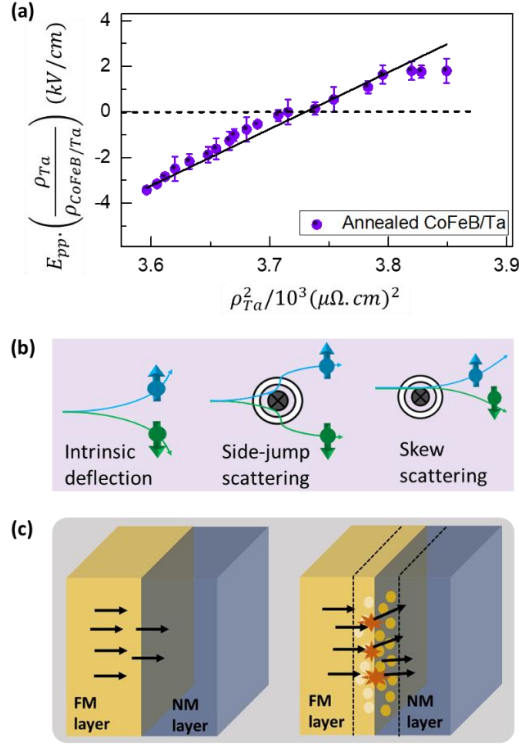 (a)
E_pp.(ρ_Ta/ρ_CoFeB/Ta) (kV/cm)
4
2
0
-2
-4
Annealed CoFeB/Ta
3.6 3.7 3.8 3.9
ρ²_Ta/10³(μΩ.cm)²
(b)
Intrinsic deflection
Side-jump scattering
Skew scattering
(c)
FM layer
NM layer
FM layer
NM layer